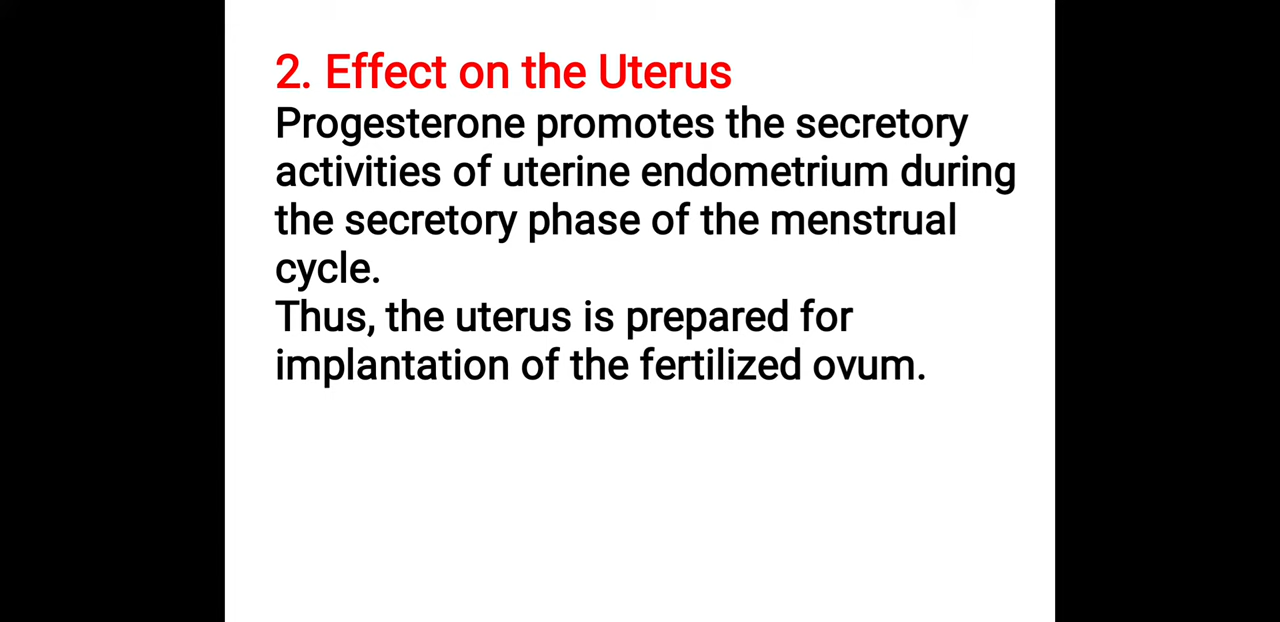 2. Effect on the Uterus
Progesterone promotes the secretory
activities of uterine endometrium during
the secretory phase of the menstrual
cycle.
Thus, the uterus is prepared for
implantation of the fertilized ovum.